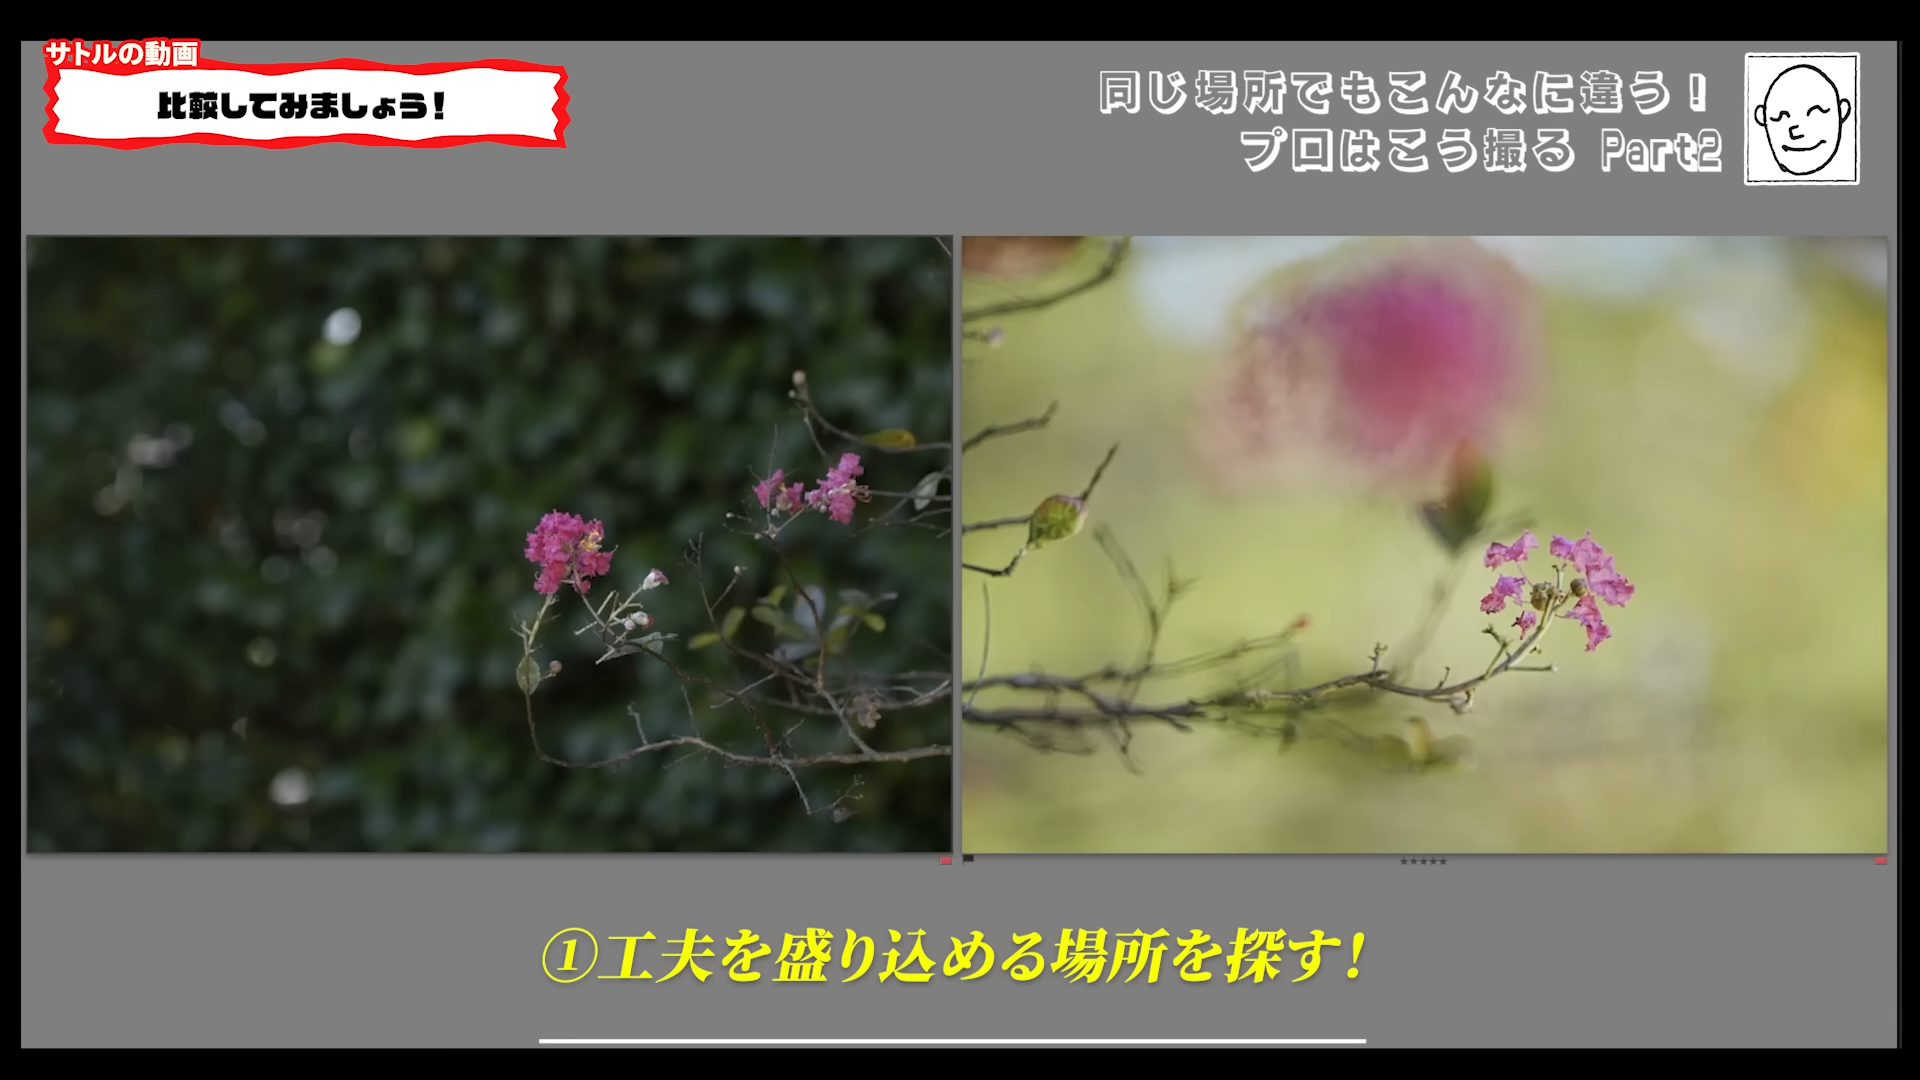 サトルの動画
比較してみましょう!
同じ場所でもこんなに違う!
プロはこう撮る Part2
★★★★★
①工夫を盛り込める場所を探す!